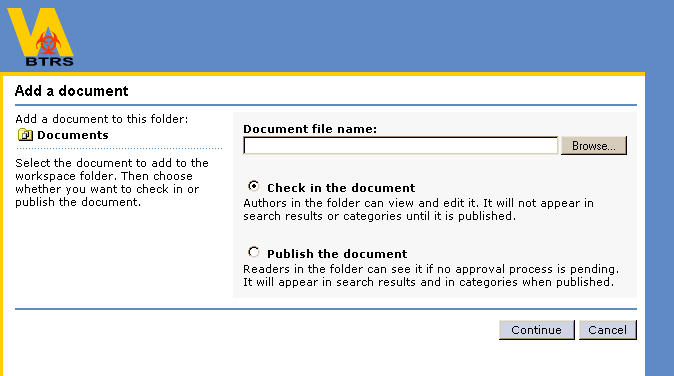 VA
BTRS
Add a document
Add a document to this folder:
Documents
Select the document to add to the
workspace folder. Then choose
whether you want to check in or
publish the document.
Document file name:
Browse...
Check in the document
Authors in the folder can view and edit it. It will not appear in
search results or categories until it is published.
Publish the document
Readers in the folder can see it if no approval process is pending.
It will appear in search results and in categories when published.
Continue Cancel